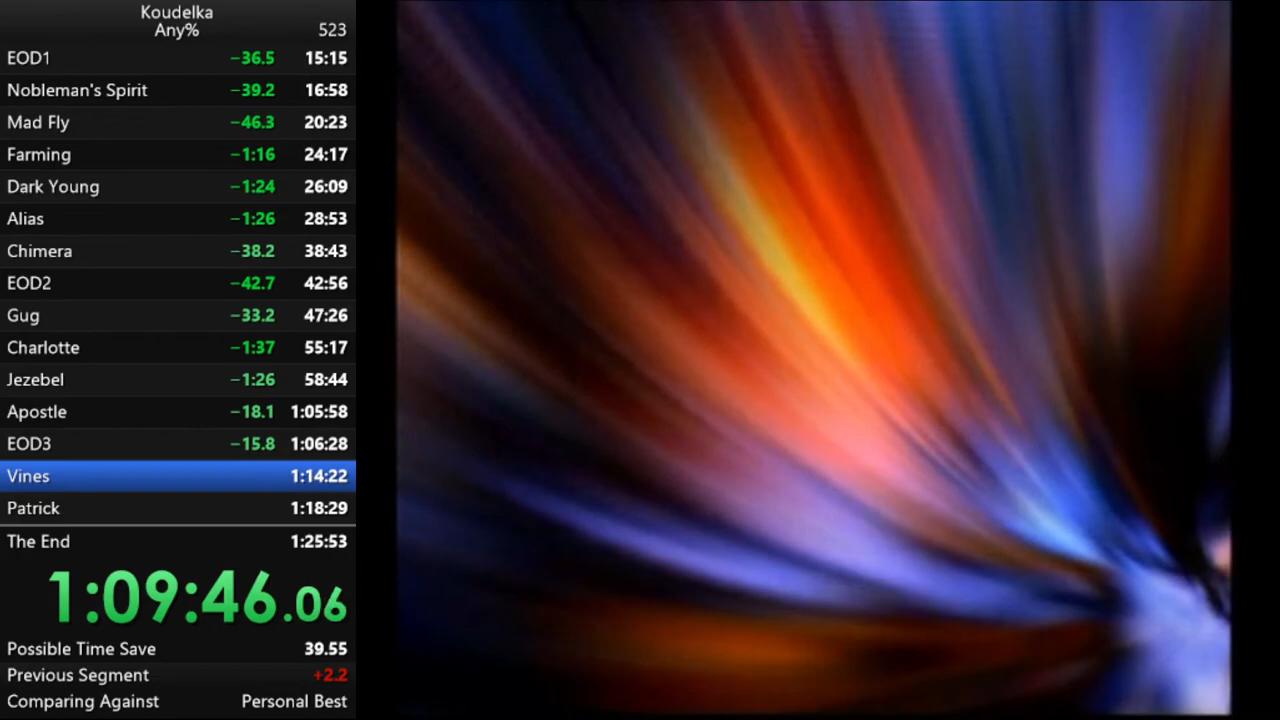 Koudelka
Any% 523
EOD1 −36.5 15:15
Nobleman's Spirit −39.2 16:58
Mad Fly −46.3 20:23
Farming −1:16 24:17
Dark Young −1:24 26:09
Alias −1:26 28:53
Chimera −38.2 38:43
EOD2 −42.7 42:56
Gug −33.2 47:26
Charlotte −1:37 55:17
Jezebel −1:26 58:44
Apostle −18.1 1:05:58
EOD3 −15.8 1:06:28
Vines 1:14:22
Patrick 1:18:29
The End 1:25:53
1:09:46.06
Possible Time Save 39.55
Previous Segment +2.2
Comparing Against Personal Best